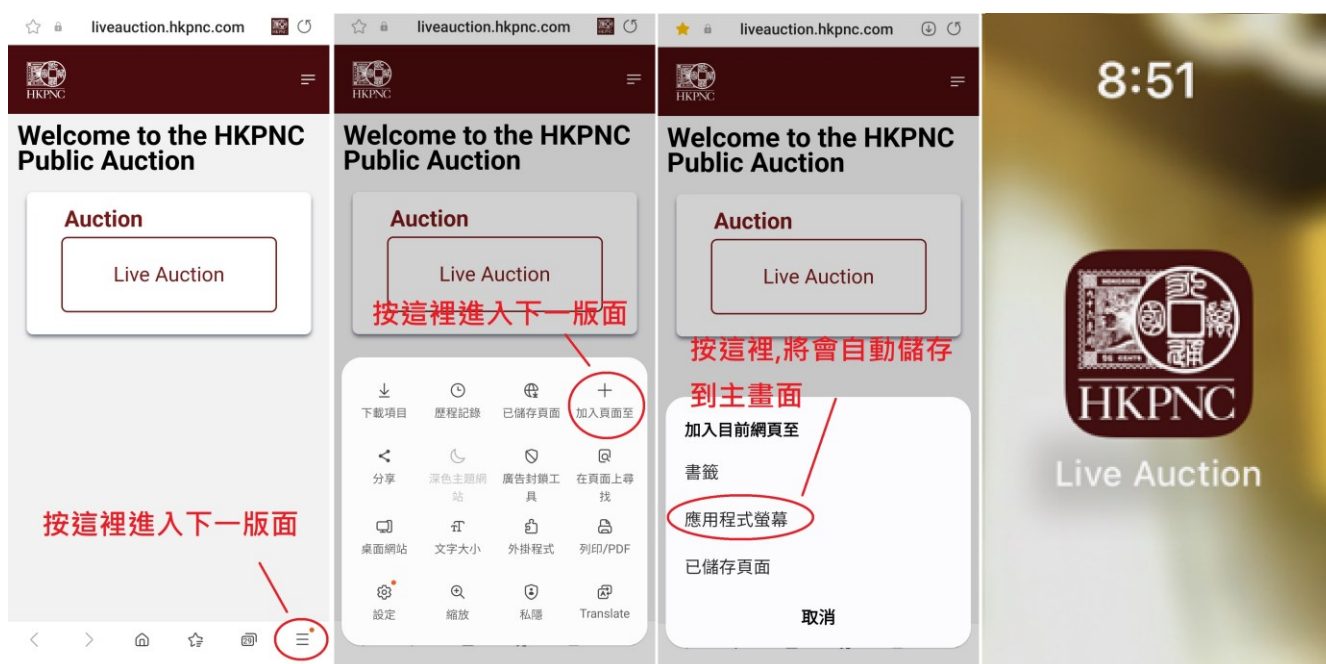 liveauction.hkpnc.com
HKPNC
Welcome to the HKPNC
Public Auction
Auction
Live Auction
按這裡進入下一版面
29
liveauction.hkpnc.com
HKPNC
Welcome to the HKPNC
Public Auction
Auction
Live Auction
按這裡進入下一版面
下載項目
歷程記錄
已儲存頁面
加入頁面至
分享
深色主題網
站
廣告封鎖工
具
在頁面上尋
找
桌面網站
文字大小
外掛程式
列印/PDF
設定
縮放
私隱
Translate
liveauction.hkpnc.com
HKPNC
Welcome to the HKPNC
Public Auction
Auction
Live Auction
按這裡,將會自動儲存
到主畫面
加入目前網頁至
書籤
應用程式螢幕
已儲存頁面
取消
8:51
HONGKONG
96 CENTS
HKPNC
Live Auction